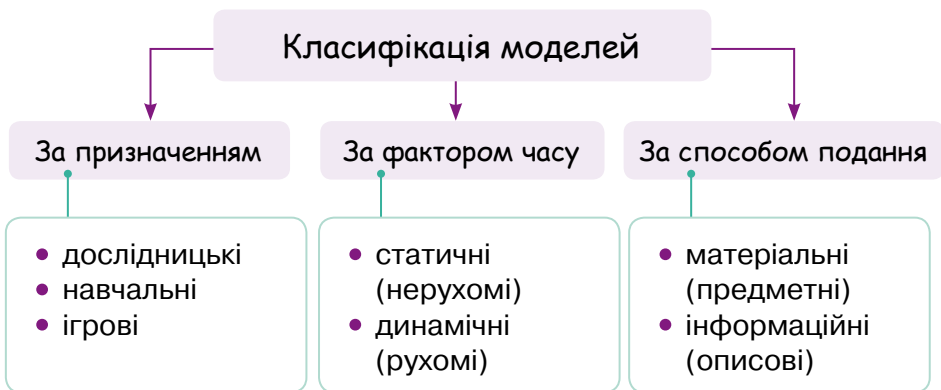 Класифікація моделей
За призначенням
За фактором часу
За способом подання
• дослідницькі
• навчальні
• ігрові
• статичні
(нерухомі)
• динамічні
(рухомі)
• матеріальні
(предметні)
• інформаційні
(описові)